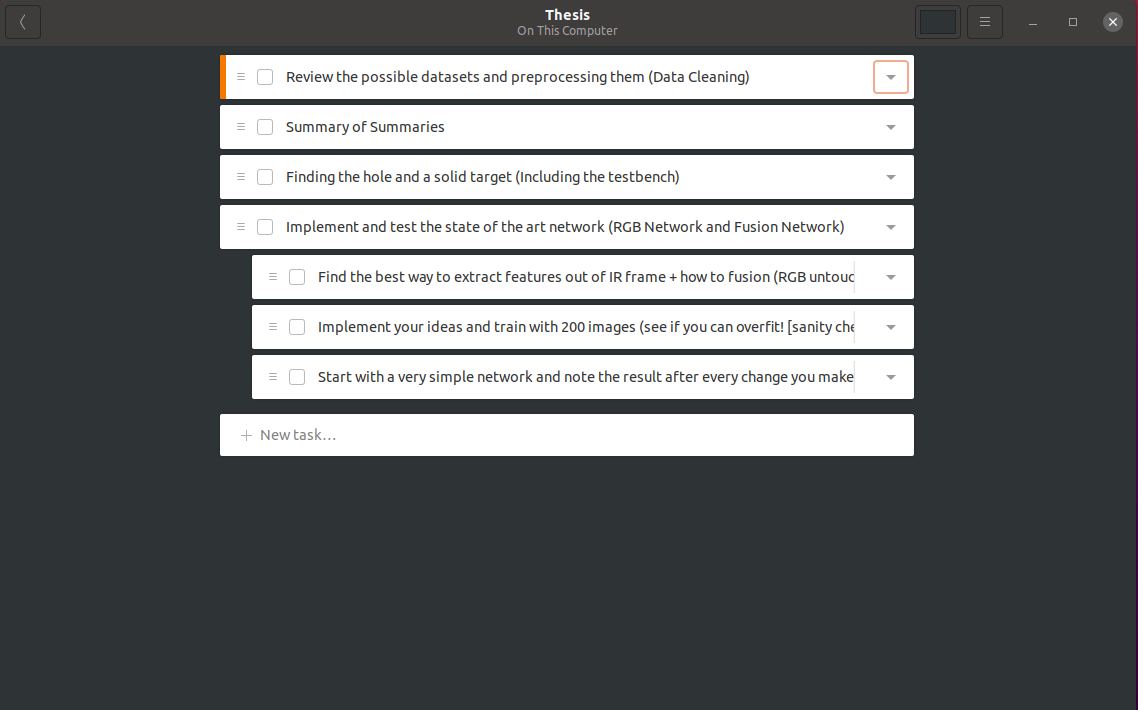 Thesis
On This Computer
Review the possible datasets and preprocessing them (Data Cleaning)
Summary of Summaries
Finding the hole and a solid target (Including the testbench)
Implement and test the state of the art network (RGB Network and Fusion Network)
Find the best way to extract features out of IR frame + how to fusion (RGB untouc
Implement your ideas and train with 200 images (see if you can overfit! [sanity che
Start with a very simple network and note the result after every change you make
New task...